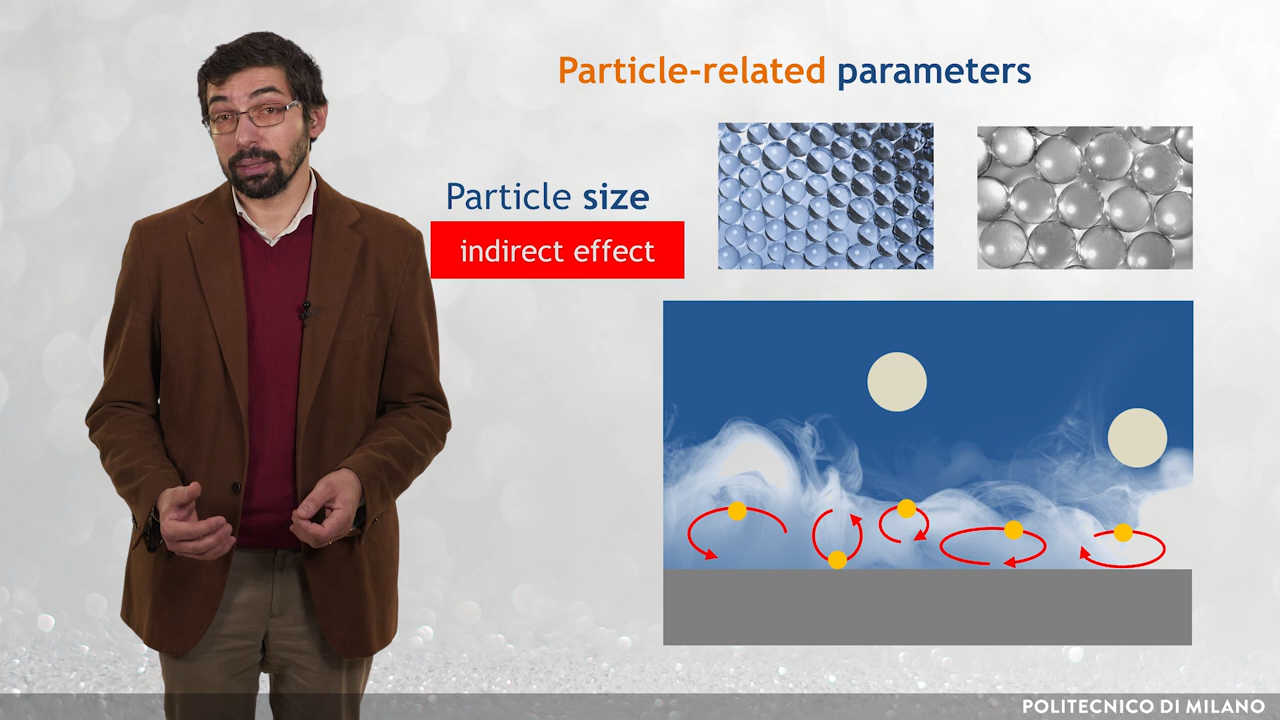 Particle-related parameters
Particle size
indirect effect
POLITECNICO DI MILANO